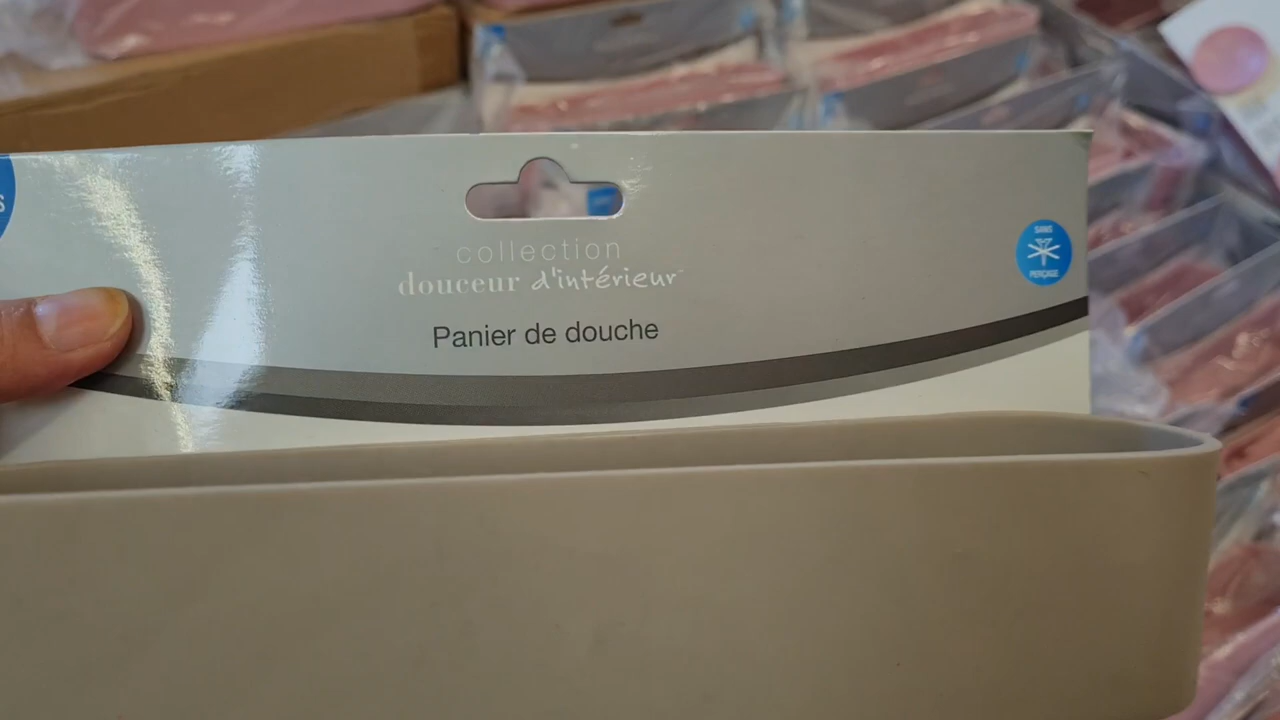 collection
douceur d'intérieur
Panier de douche
SANS
PERÇAGE